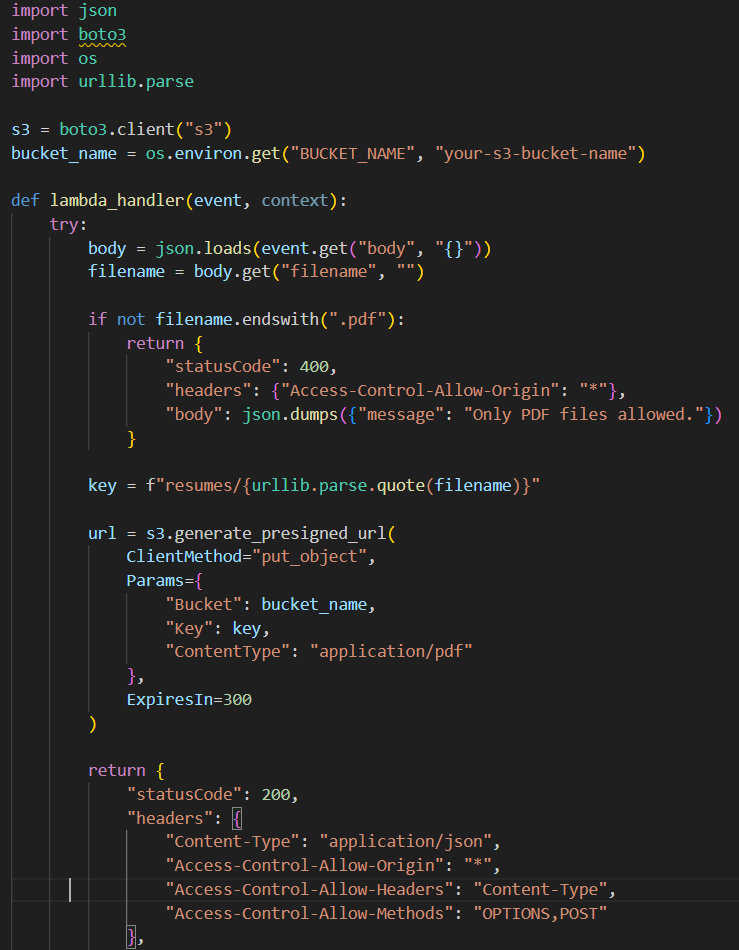 import json
import boto3
import os
import urllib.parse

s3 = boto3.client("s3")
bucket_name = os.environ.get("BUCKET_NAME", "your-s3-bucket-name")

def lambda_handler(event, context):
    try:
        body = json.loads(event.get("body", "{}"))
        filename = body.get("filename", "")

        if not filename.endswith(".pdf"):
            return {
                "statusCode": 400,
                "headers": {"Access-Control-Allow-Origin": "*"},
                "body": json.dumps({"message": "Only PDF files allowed."})
            }

        key = f"resumes/{urllib.parse.quote(filename)}"

        url = s3.generate_presigned_url(
            ClientMethod="put_object",
            Params={
                "Bucket": bucket_name,
                "Key": key,
                "ContentType": "application/pdf"
            },
            ExpiresIn=300
        )

        return {
            "statusCode": 200,
            "headers": {
                "Content-Type": "application/json",
                "Access-Control-Allow-Origin": "*",
                "Access-Control-Allow-Headers": "Content-Type",
                "Access-Control-Allow-Methods": "OPTIONS,POST"
            },